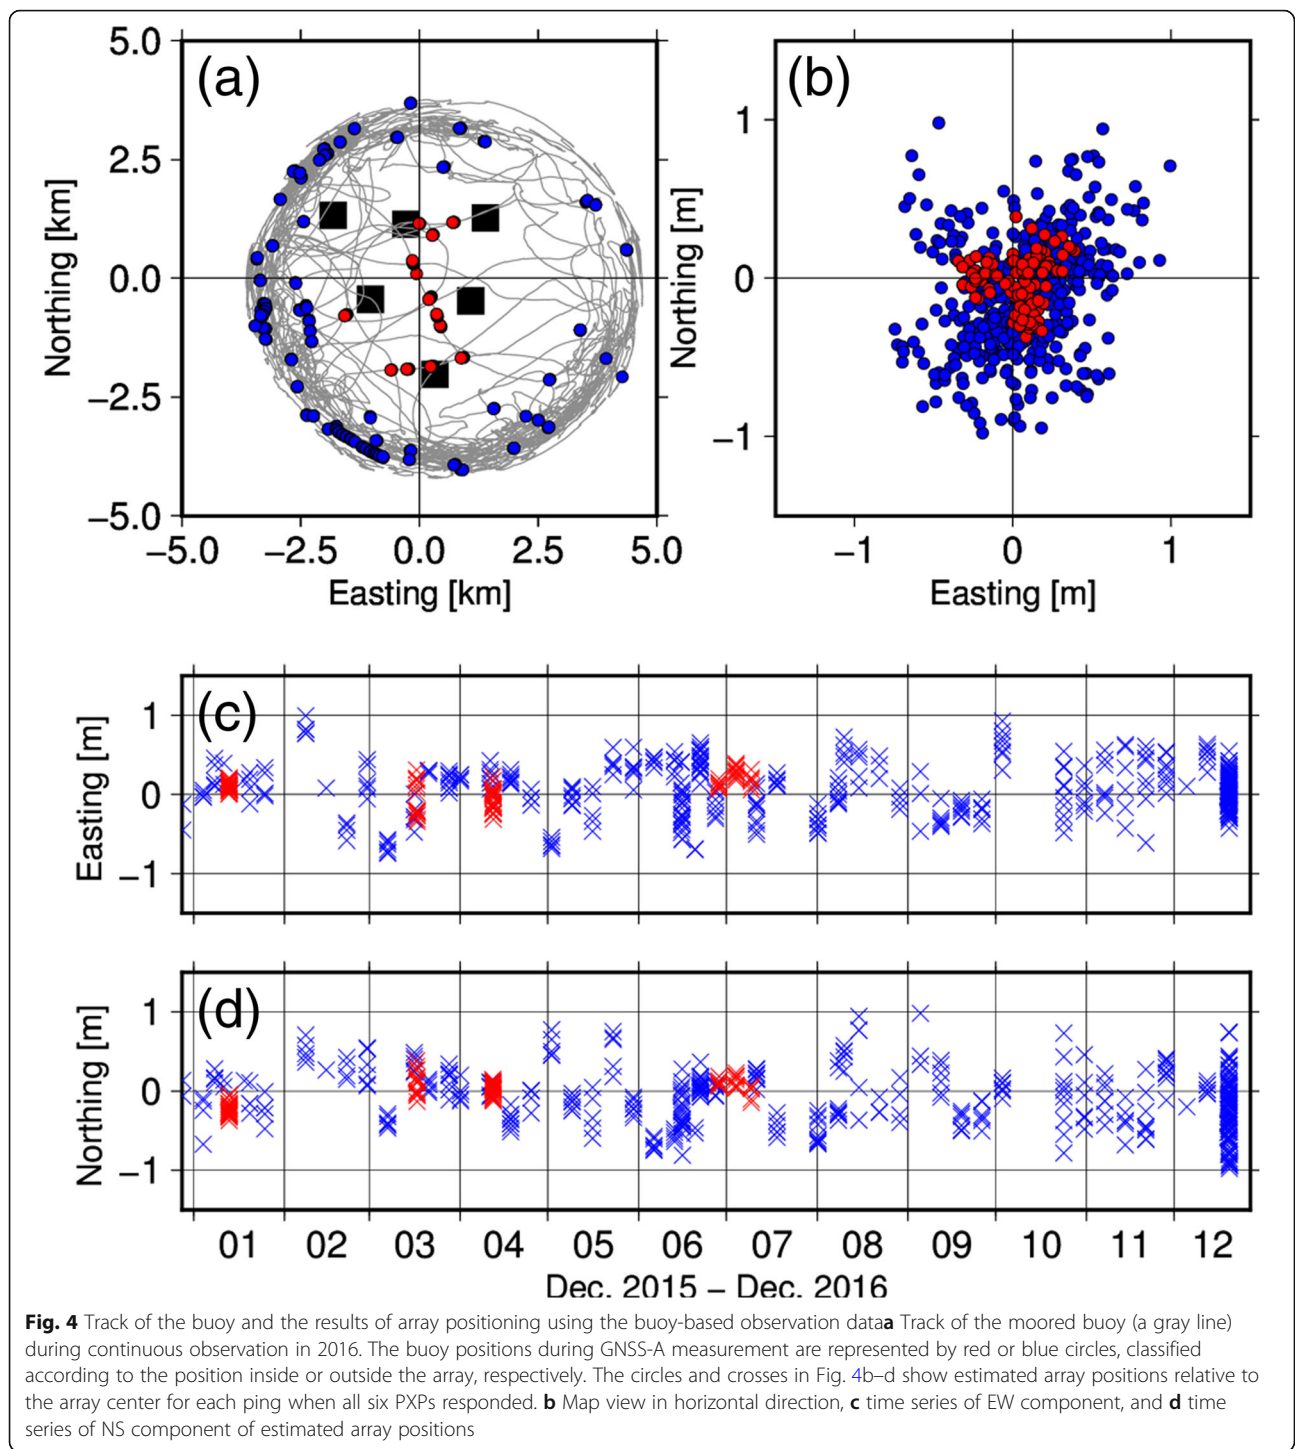 (a)
5.0
2.5
0.0
−2.5
−5.0
Northing [km]
−5.0 −2.5 0.0 2.5 5.0
Easting [km]
(b)
1
0
−1
Northing [m]
−1 0 1
Easting [m]
(c)
1
0
−1
Easting [m]
(d)
1
0
−1
Northing [m]
01 02 03 04 05 06 07 08 09 10 11 12
Dec. 2015 − Dec. 2016
Fig. 4 Track of the buoy and the results of array positioning using the buoy-based observation dataa Track of the moored buoy (a gray line)
during continuous observation in 2016. The buoy positions during GNSS-A measurement are represented by red or blue circles, classified
according to the position inside or outside the array, respectively. The circles and crosses in Fig. 4b–d show estimated array positions relative to
the array center for each ping when all six PXPs responded. b Map view in horizontal direction, c time series of EW component, and d time
series of NS component of estimated array positions